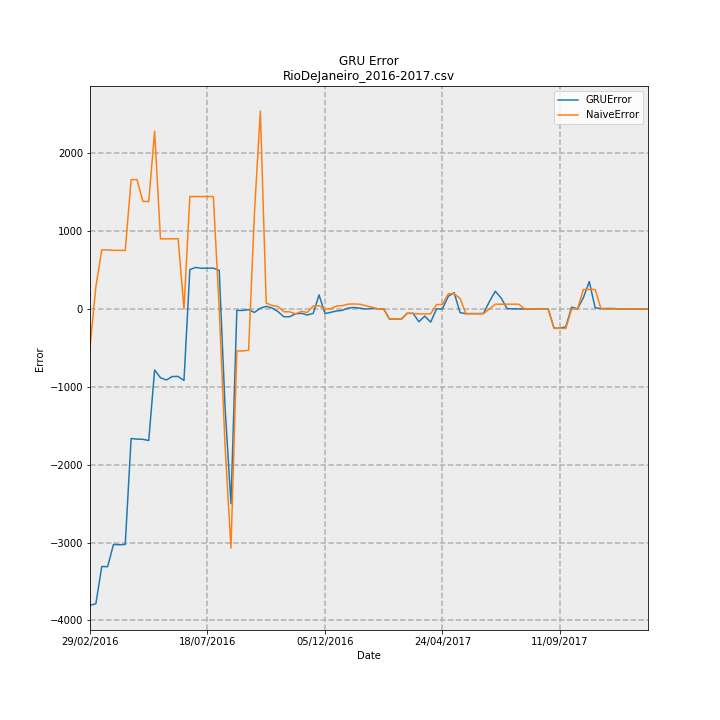 GRU Error
RioDeJaneiro_2016-2017.csv
GRUError
NaiveError
2000
1000
0
−1000
−2000
−3000
−4000
Error
29/02/2016
18/07/2016
05/12/2016
24/04/2017
11/09/2017
Date